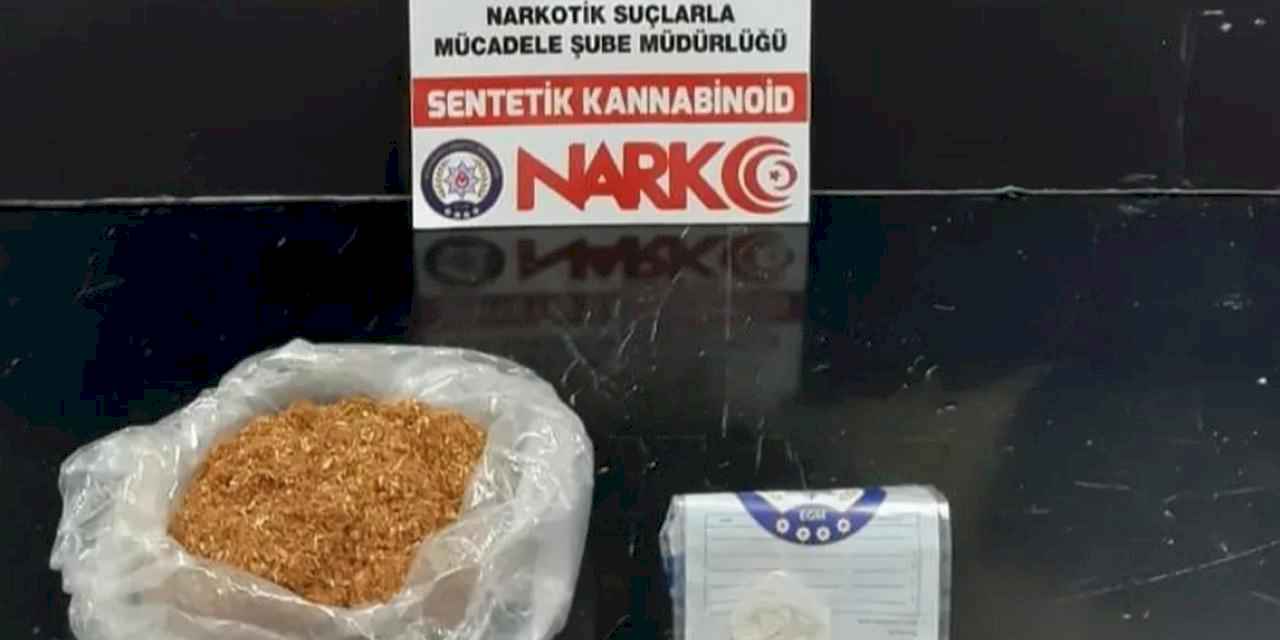 NARKOTİK SUÇLARLA
MÜCADELE ŞUBE MÜDÜRLÜĞÜ
SENTETİK KANNABİNOİD
NARKO
EGM